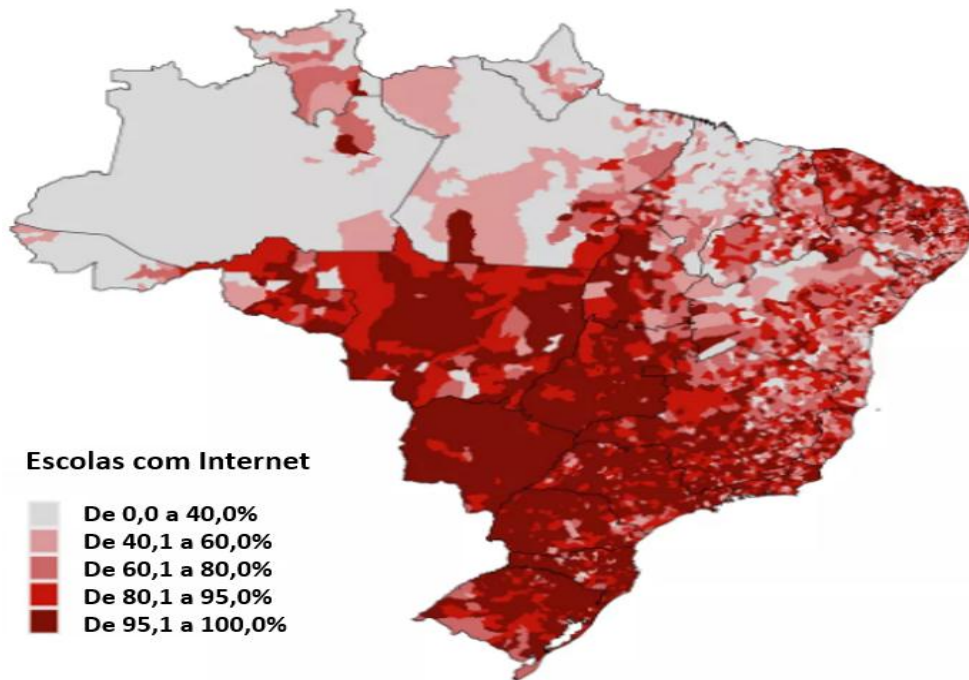 Escolas com Internet
De 0,0 a 40,0%
De 40,1 a 60,0%
De 60,1 a 80,0%
De 80,1 a 95,0%
De 95,1 a 100,0%